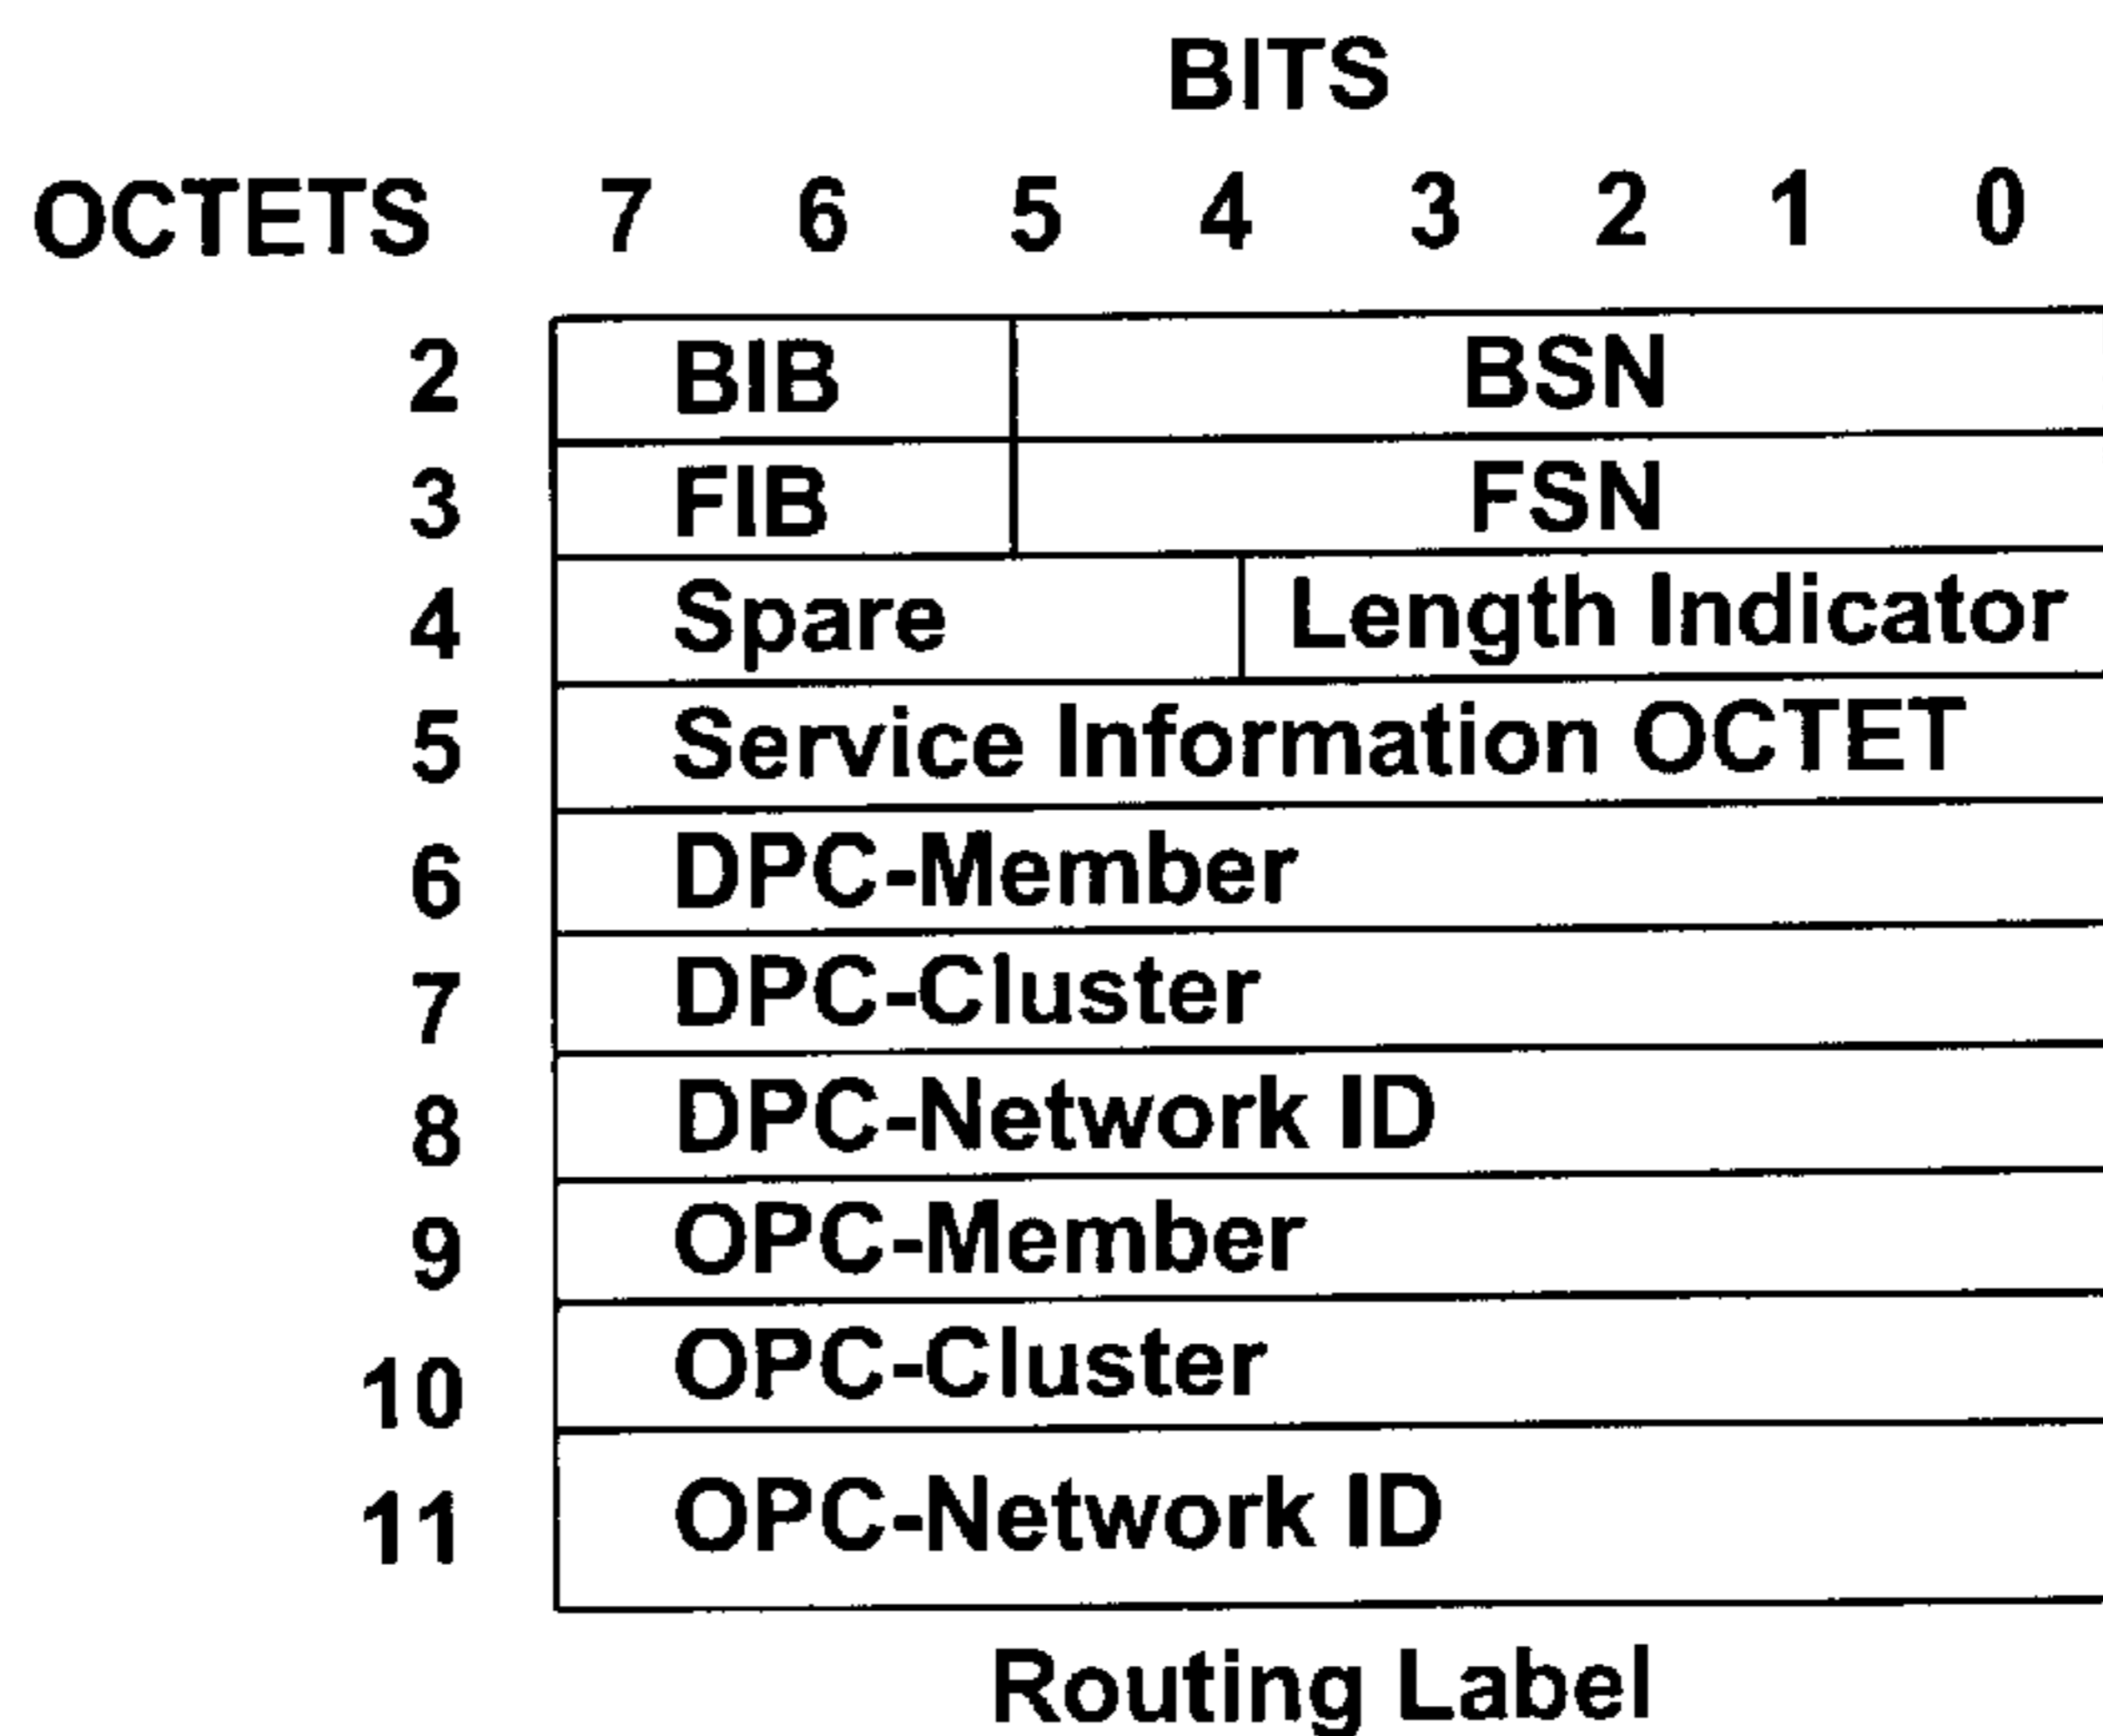 BITS
OCTETS 7 6 5 4 3 2 1 0
2 BIB BSN
3 FIB FSN
4 Spare Length Indicator
5 Service Information OCTET
6 DPC-Member
7 DPC-Cluster
8 DPC-Network ID
9 OPC-Member
10 OPC-Cluster
11 OPC-Network ID
Routing Label